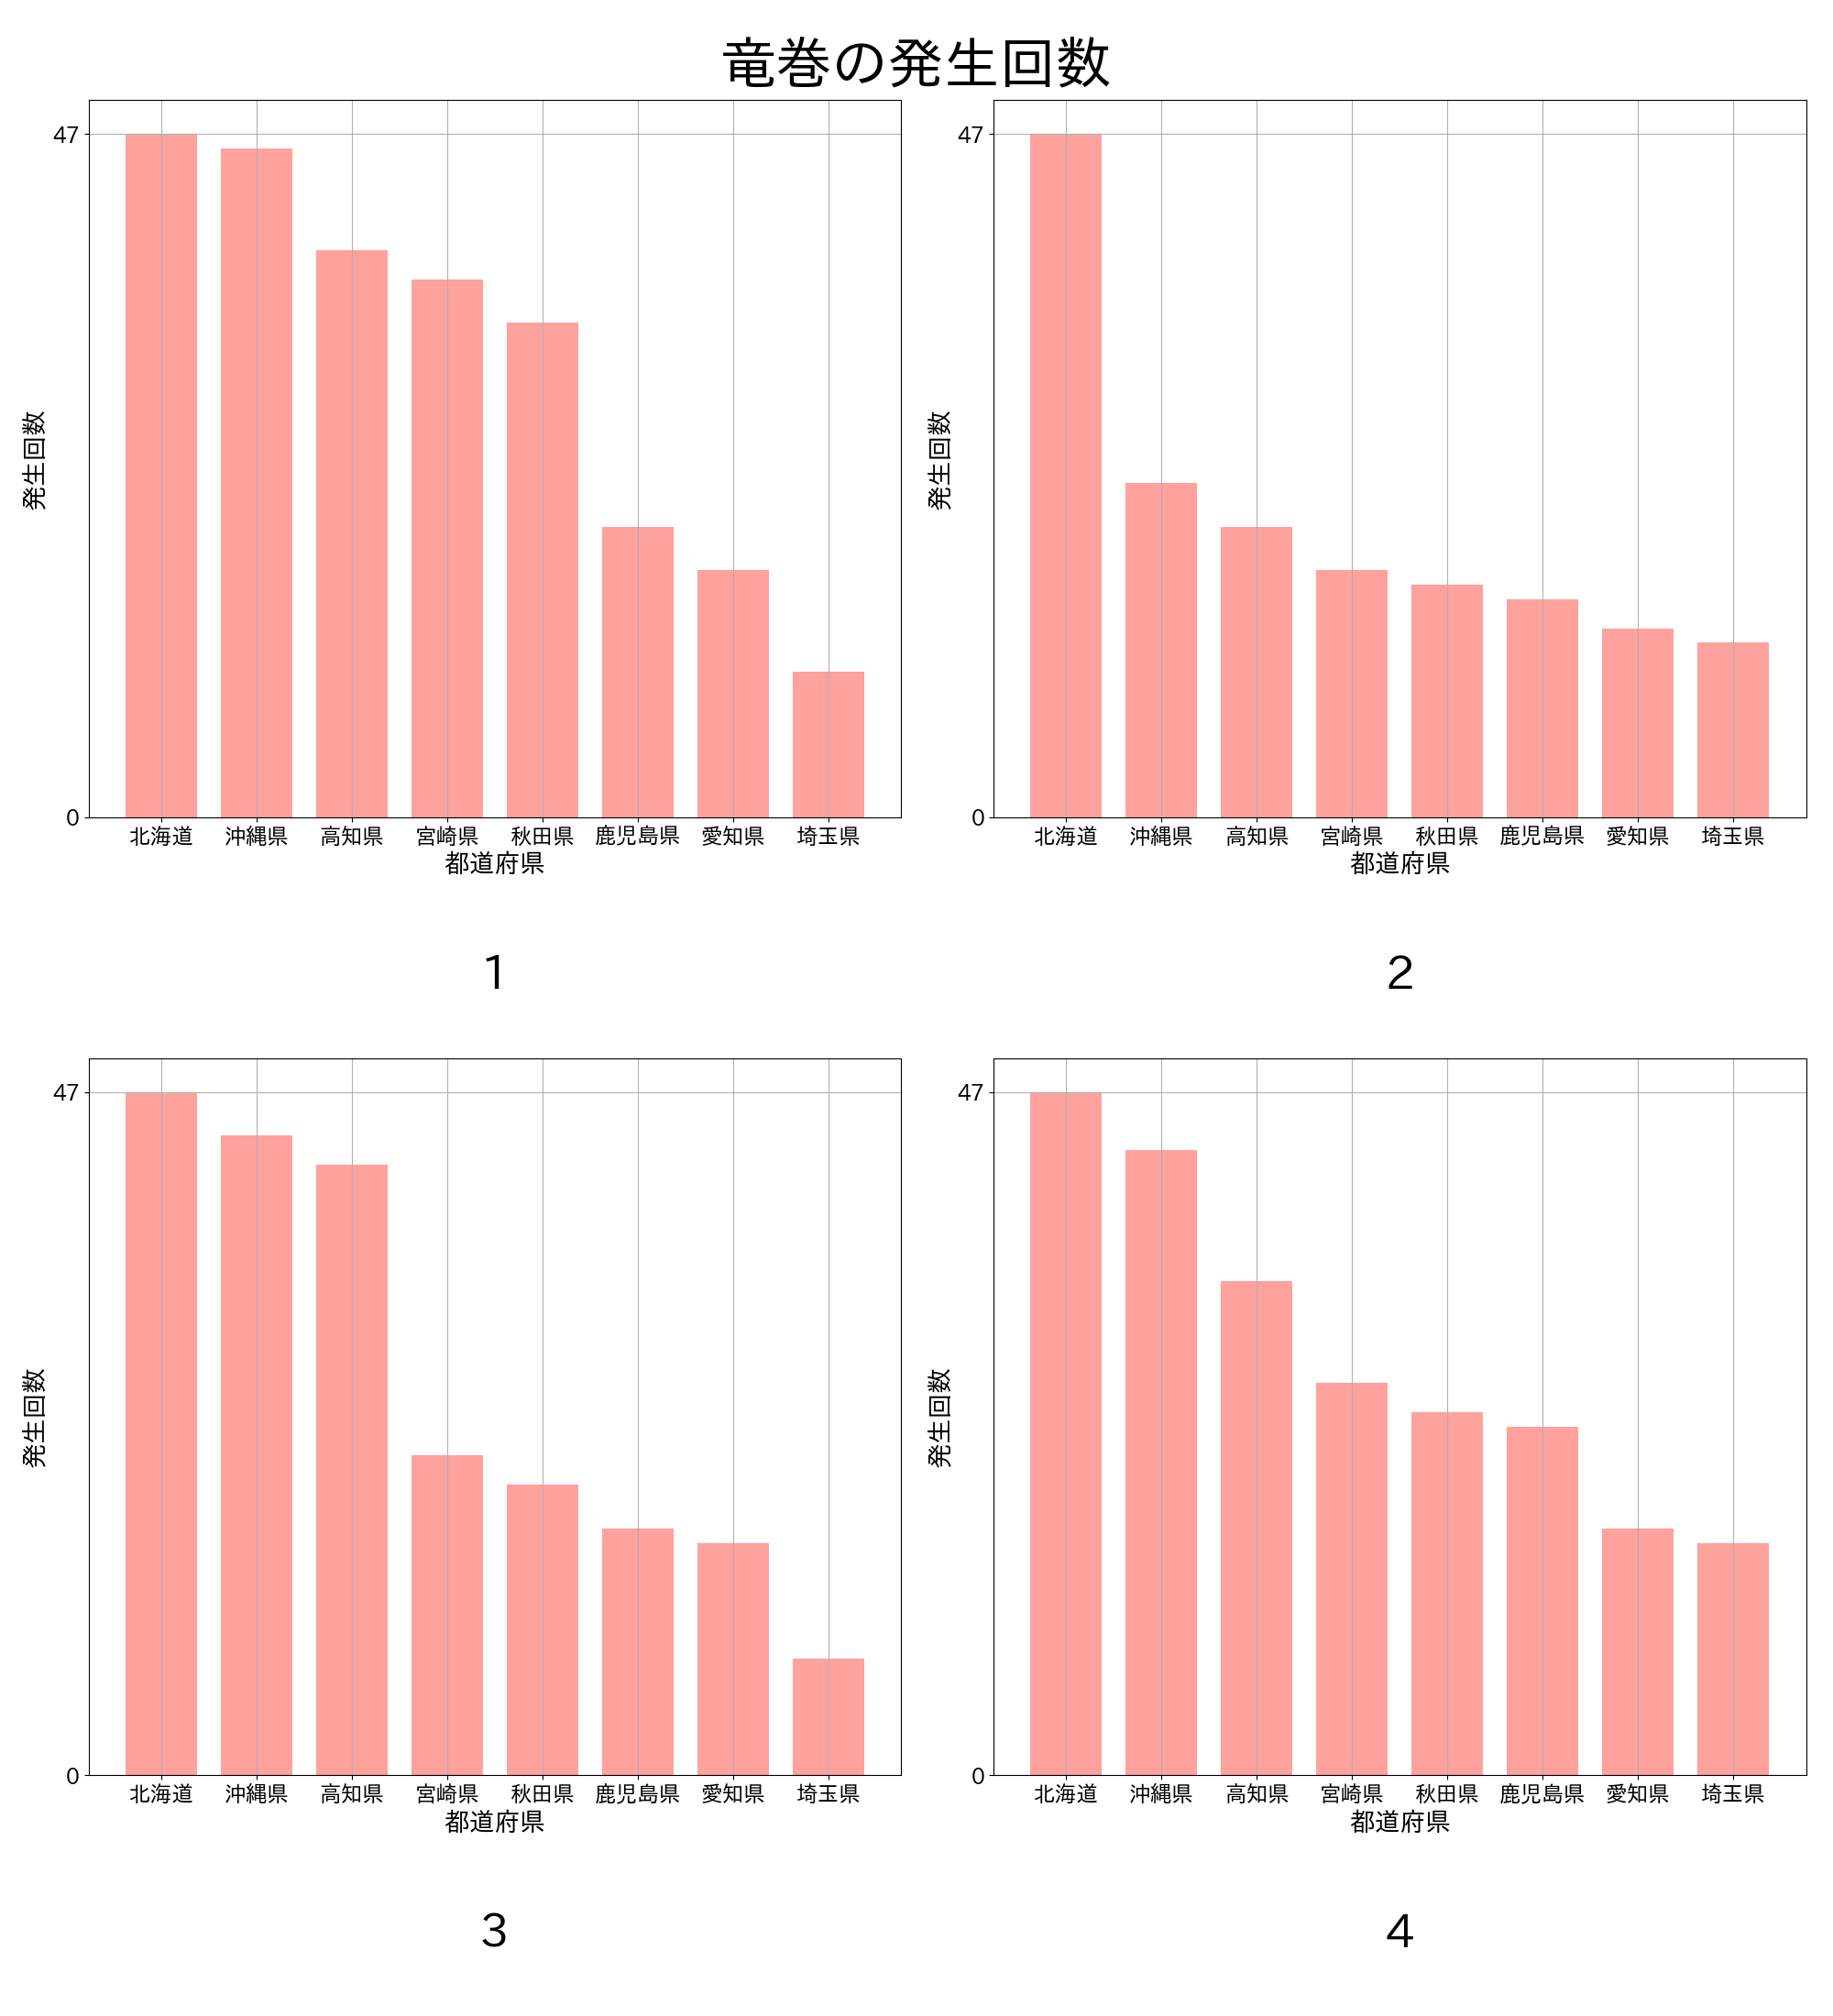 竜巻の発生回数
47
0
発生回数
北海道 沖縄県 高知県 宮崎県 秋田県 鹿児島県 愛知県 埼玉県
都道府県
1
47
0
発生回数
北海道 沖縄県 高知県 宮崎県 秋田県 鹿児島県 愛知県 埼玉県
都道府県
2
47
0
発生回数
北海道 沖縄県 高知県 宮崎県 秋田県 鹿児島県 愛知県 埼玉県
都道府県
3
47
0
発生回数
北海道 沖縄県 高知県 宮崎県 秋田県 鹿児島県 愛知県 埼玉県
都道府県
4